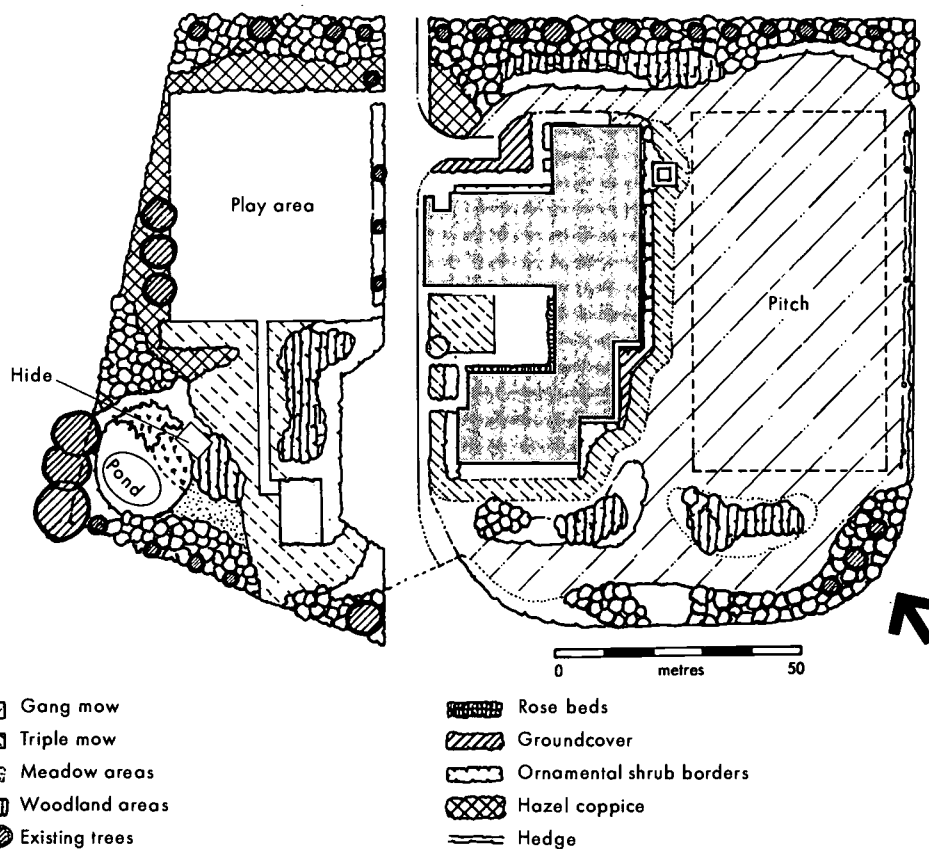 Play area
Pitch
Hide
Pond
0 metres 50
Gang mow
Triple mow
Meadow areas
Woodland areas
Existing trees
Rose beds
Groundcover
Ornamental shrub borders
Hazel coppice
Hedge